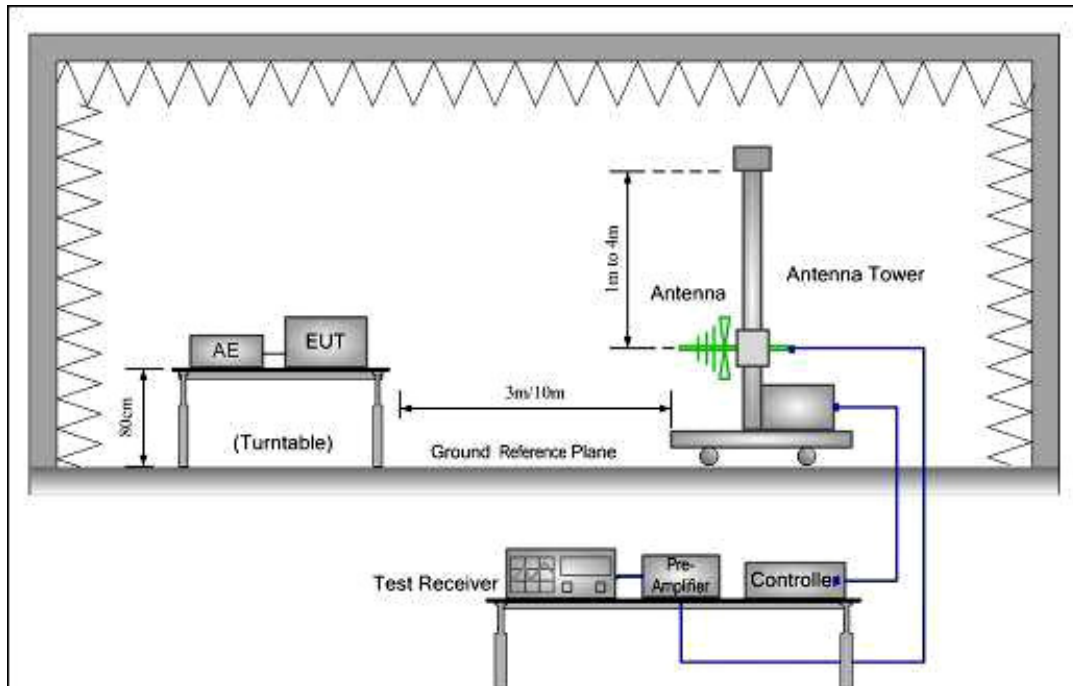 1m to 4m
Antenna Tower
Antenna
AE
EUT
3m/10m
80cm
(Turntable)
Ground Reference Plane
Test Receiver
Pre-
Amplifier
Controller